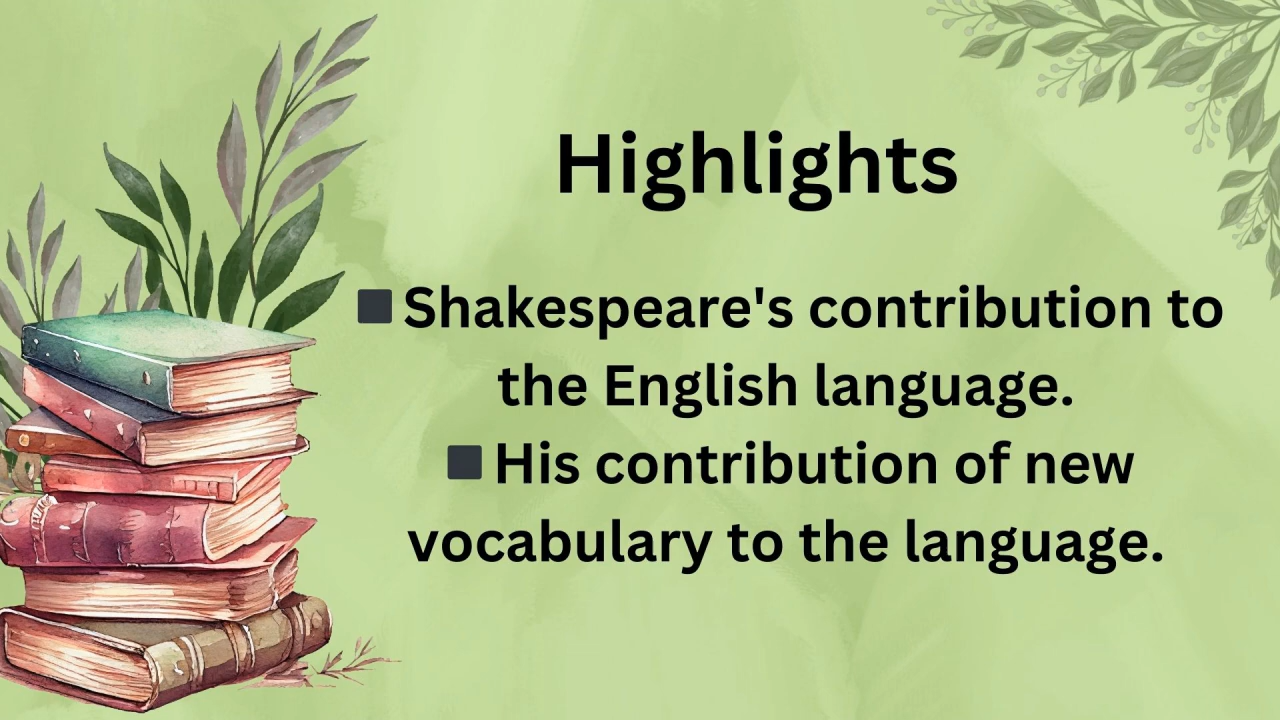 Highlights
◼Shakespeare's contribution to
the English language.
◼His contribution of new
vocabulary to the language.